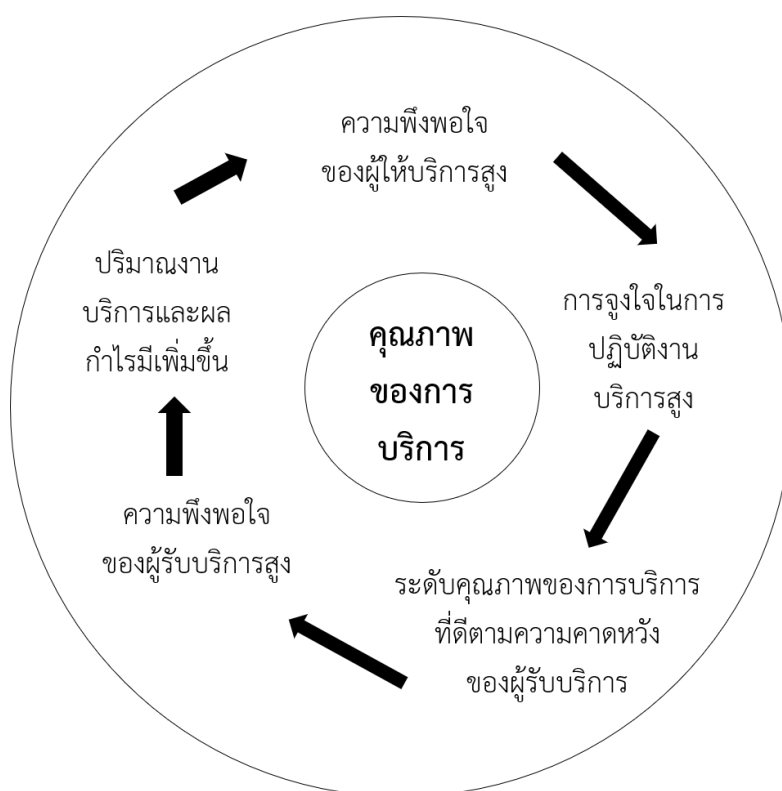 ความพึงพอใจ
ของผู้ให้บริการสูง
การจูงใจในการ
ปฏิบัติงาน
บริการสูง
ระดับคุณภาพของการบริการ
ที่ดีตามความคาดหวัง
ของผู้รับบริการ
ความพึงพอใจ
ของผู้รับบริการสูง
ปริมาณงาน
บริการและผล
กำไรมีเพิ่มขึ้น
คุณภาพ
ของการ
บริการ